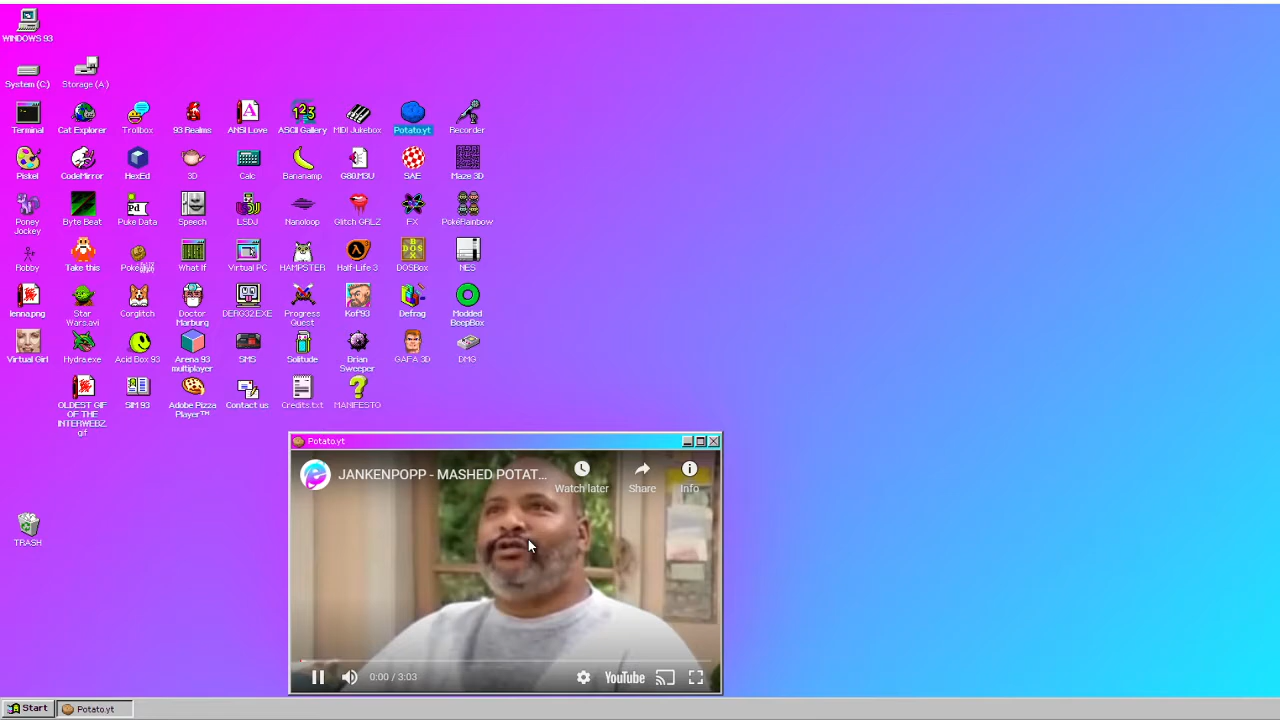 WINDOWS 93
System (C:) Storage (A:)
Terminal Cat Explorer Trollbox 93 Realms ANSI Love ASCII Gallery MIDI Jukebox Potato.yt Recorder
Piskel CodeMirror HexEd 3D Calc Bananamp G80.M3U SAE Maze 3D
Poney Jockey Byte Beat Puke Data Speech LSDJ Nanoloop Glitch GRLZ FX PokéRainbow
Robby Take this What If Virtual PC HAMPSTER Half-Life 3 DOSBox NES
lenna.png Star Wars.avi Corglitch Doctor Marburg DERG32.EXE Progress Quest Kof'93 Defrag Modded BeepBox
Virtual Girl Hydra.exe Acid Box 93 Arena 93 multiplayer SMS Solitude Brian Sweeper GAFA 3D DMG
OLDEST GIF OF THE INTERWEBZ.gif SIM 93 Adobe Pizza Player™ Contact us Credits.txt MANIFESTO
Potato.yt
JANKENPOPP - MASHED POTAT...
Watch later Share Info
TRASH
0:00 / 3:03 YouTube
Start Potato.yt